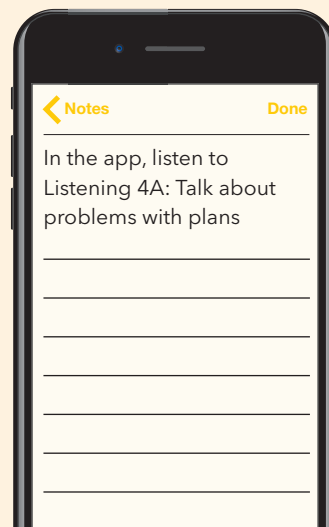 Notes Done
In the app, listen to
Listening 4A: Talk about
problems with plans